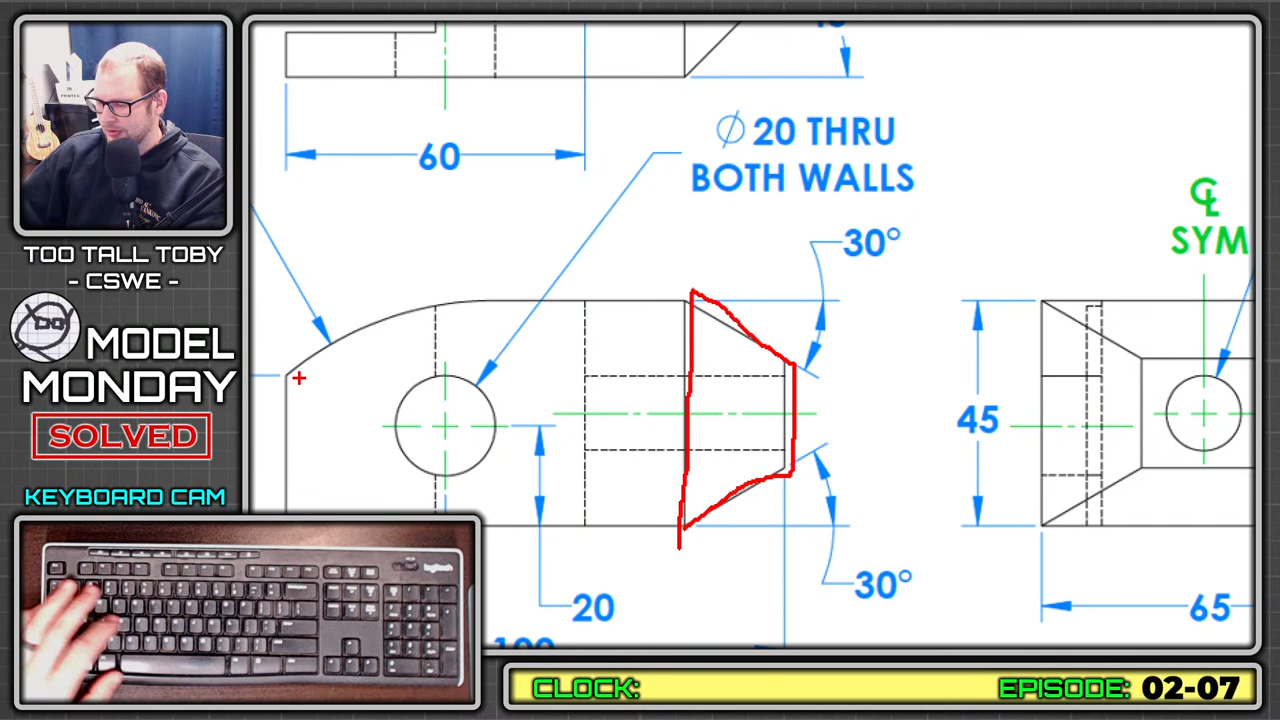 60
Ø 20 THRU
BOTH WALLS
30°
℄
SYM
45
30°
20
65
TOO TALL TOBY
- CSWE -
MODEL
MONDAY
SOLVED
KEYBOARD CAM
logitech
CLOCK:
EPISODE: 02-07